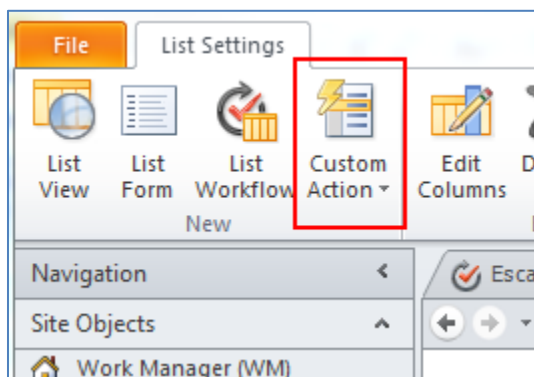 File List Settings
List View
List Form
List Workflow
Custom Action
Edit Columns
New
Navigation
Site Objects
Work Manager (WM)